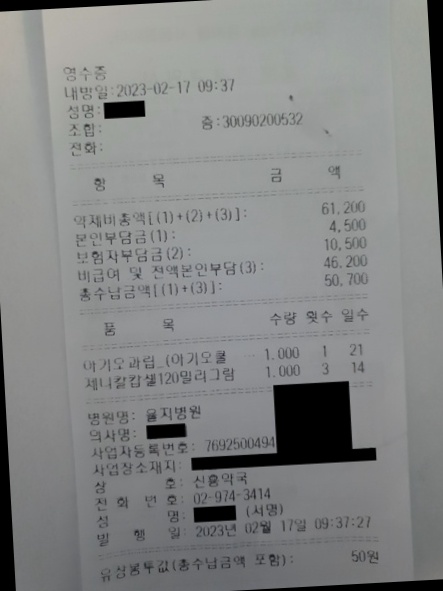 영수증
내방일:2023-02-17 09:37
성명:
조합: 증:30090200532
전화:
항 목 금 액
약제비총액[(1)+(2)+(3)]: 61,200
본인부담금(1): 4,500
보험자부담금(2): 10,500
비급여 및 전액본인부담(3): 46,200
총수납금액[(1)+(3)]: 50,700
품 목 수량 횟수 일수
아기오과립_(아기오쿨 1.000 1 21
제니칼캅셀120밀리그람 1.000 3 14
병원명: 을지병원
의사명:
사업자등록번호: 7692500494
사업장소재지:
상 호: 신흥약국
전 화 번 호: 02-974-3414
성 명: (서명)
발 행 일: 2023년 02월 17일 09:37:27
(총수납금액 포함): 50원